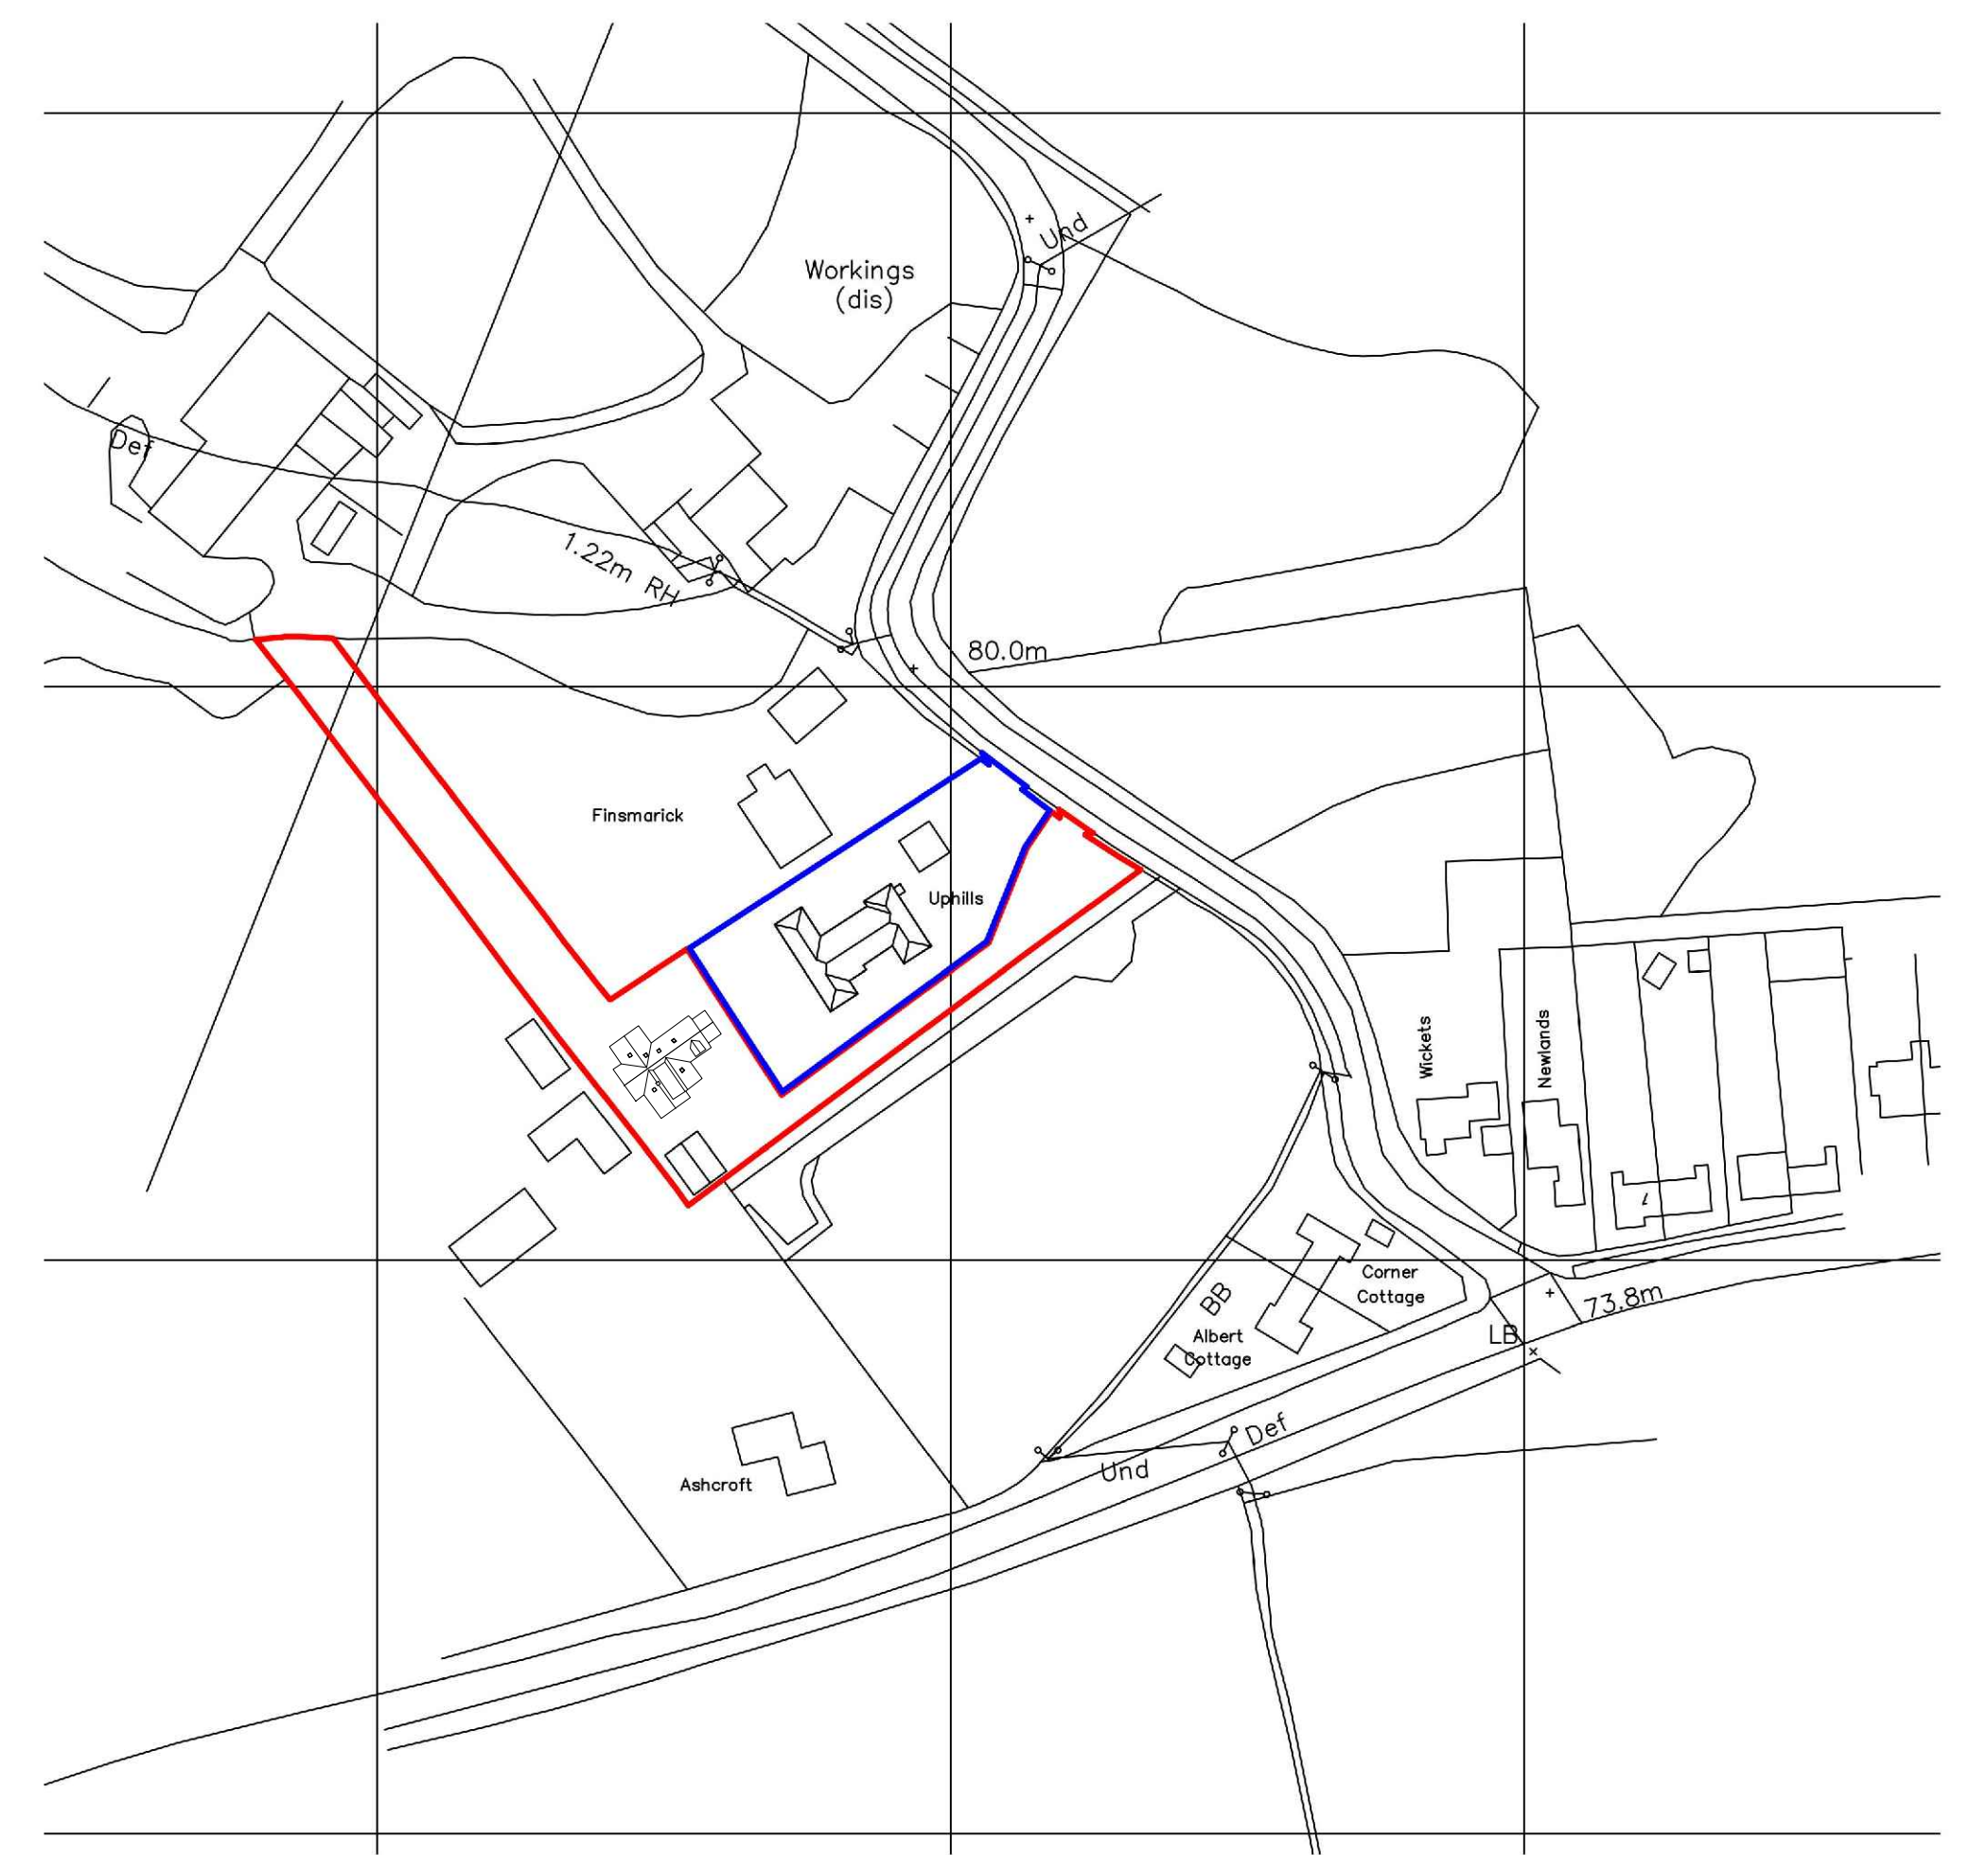 Und
Workings
(dis)
Def
1.22m RH
80.0m
Finsmarick
Uphills
Wickets
Newlands
Corner
Cottage
BB
73.8m
LB
Albert
Cottage
Def
Und
Ashcroft